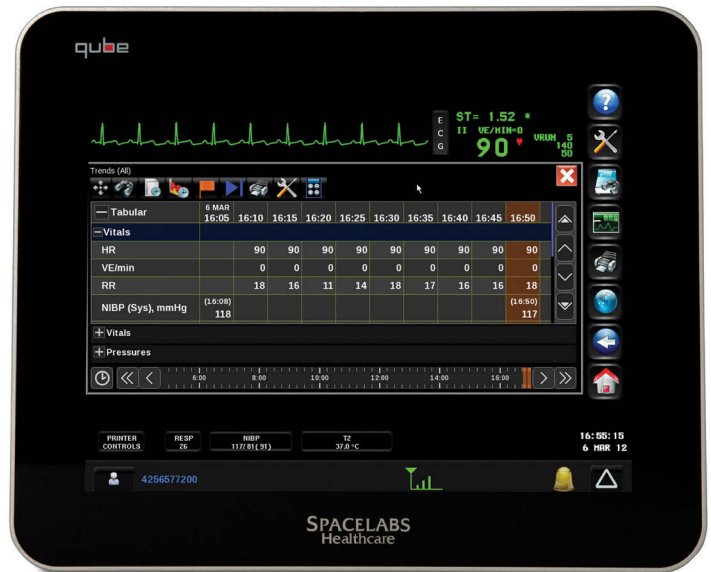 qube
E
C
G
ST= 1.52 *
II VE/MIN=0
90
VRUN 5
140
50
Trends (All)
Tabular 6 MAR 16:05 16:10 16:15 16:20 16:25 16:30 16:35 16:40 16:45 16:50
Vitals
HR 90 90 90 90 90 90 90 90 90
VE/min 0 0 0 0 0 0 0 0 0
RR 18 16 11 14 18 17 16 16 18
NIBP (Sys), mmHg (16:08) 118 (16:50) 117
Vitals
Pressures
6:00 8:00 10:00 12:00 14:00 16:00
PRINTER CONTROLS
RESP 26
NIBP 117/ 81( 91)
T2 37.0 °C
16:55:15
6 MAR 12
4256577200
SPACELABS
Healthcare